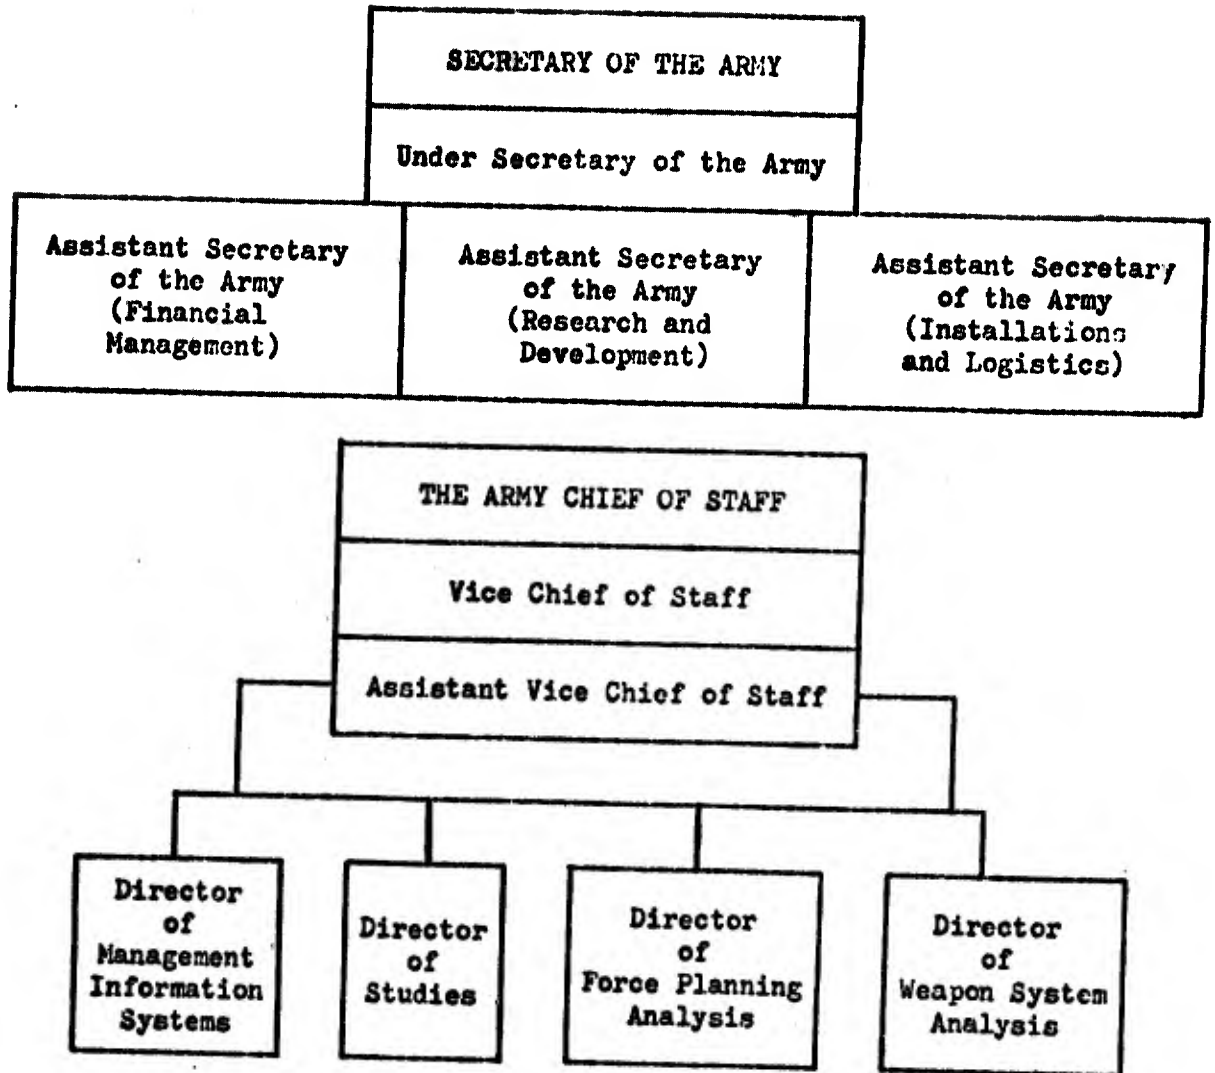 SECRETARY OF THE ARMY
Under Secretary of the Army
Assistant Secretary
of the Army
(Financial
Management)
Assistant Secretary
of the Army
(Research and
Development)
Assistant Secretary
of the Army
(Installations
and Logistics)
THE ARMY CHIEF OF STAFF
Vice Chief of Staff
Assistant Vice Chief of Staff
Director
of
Management
Information
Systems
Director
of
Studies
Director
of
Force Planning
Analysis
Director
of
Weapon System
Analysis